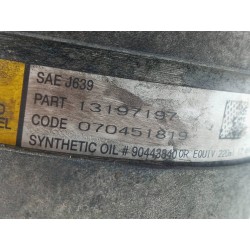 SAE J639
PART 13197197
CODE 070451819
SYNTHETIC OIL # 90443840 OR EQUIV